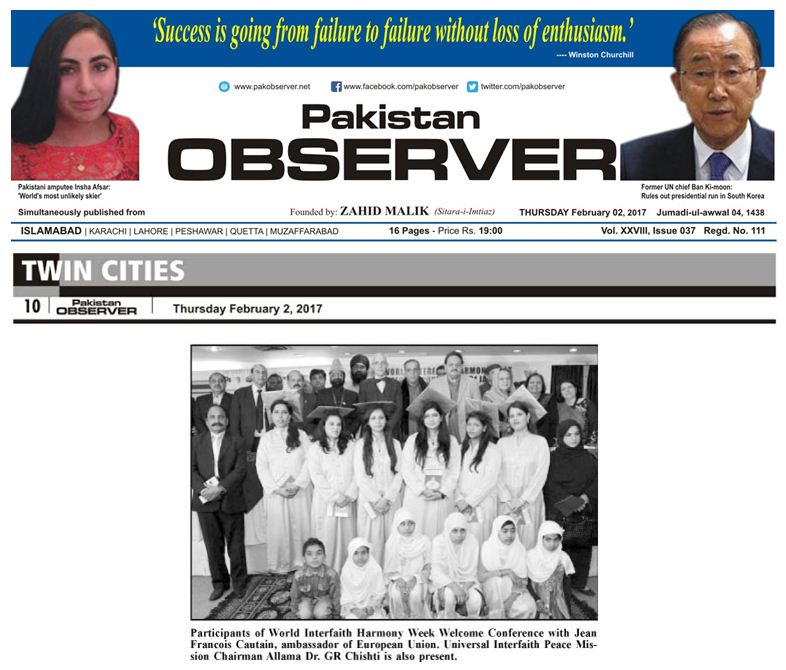 'Success is going from failure to failure without loss of enthusiasm.'
---- Winston Churchill
www.pakobserver.net www.facebook.com/pakobserver twitter.com/pakobserver
Pakistan
OBSERVER
Pakistani amputee Insha Afsar:
'World's most unlikely skier'
Former UN chief Ban Ki-moon:
Rules out presidential run in South Korea
Simultaneously published from Founded by: ZAHID MALIK (Sitara-i-Imtiaz) THURSDAY February 02, 2017 Jumadi-ul-awwal 04, 1438
ISLAMABAD | KARACHI | LAHORE | PESHAWAR | QUETTA | MUZAFFARABAD 16 Pages - Price Rs. 19:00 Vol. XXVIII, Issue 037 Regd. No. 111
TWIN CITIES
10 Pakistan OBSERVER Thursday February 2, 2017
WORLD INTERFAITH HARMONY
Participants of World Interfaith Harmony Week Welcome Conference with Jean
Francois Cautain, ambassador of European Union. Universal Interfaith Peace Mis-
sion Chairman Allama Dr. GR Chishti is also present.